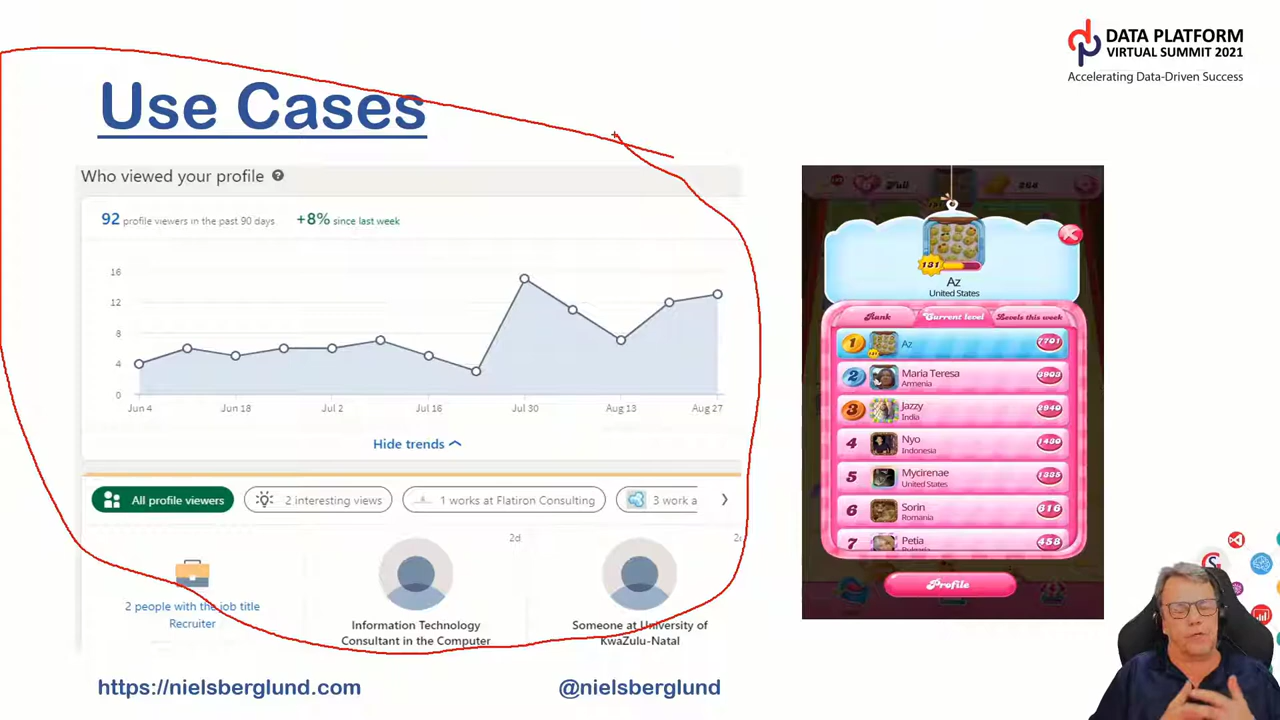 DATA PLATFORM
VIRTUAL SUMMIT 2021
Accelerating Data-Driven Success
Use Cases
Who viewed your profile ?
92 profile viewers in the past 90 days +8% since last week
16
12
8
4
0
Jun 4 Jun 18 Jul 2 Jul 16 Jul 30 Aug 13 Aug 27
Hide trends
All profile viewers 2 interesting views 1 works at Flatiron Consulting 3 work a
2d
2 people with the job title
Recruiter
Information Technology
Consultant in the Computer
Someone at University of
KwaZulu-Natal
https://nielsberglund.com @nielsberglund
Full
131
Az
United States
Rank Current level Levels this week
1 Az 7701
2 Maria Teresa
Armenia
3 Jazzy 2940
India
4 Nyo 1480
Indonesia
5 Mycirenae
United States
6 Sorin 616
Romania
7 Petia 458
Profile